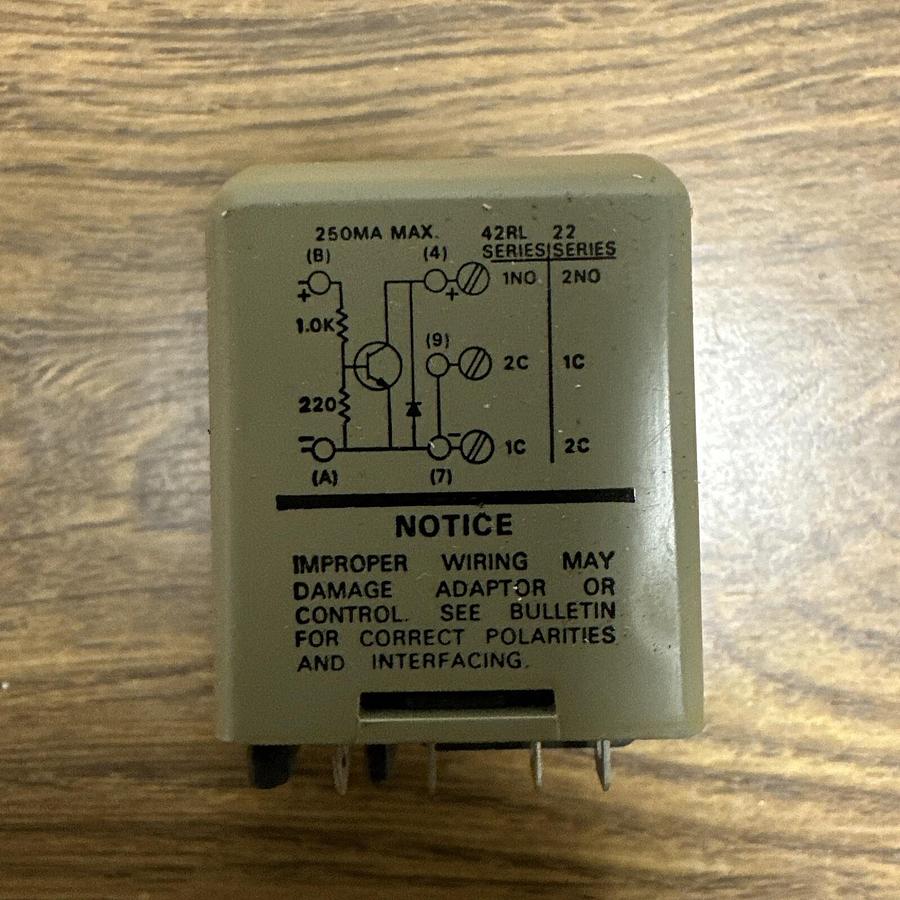 250MA MAX. 42RL 22
SERIES SERIES
(B) (4)
+ + 1NO 2NO
1.0K
(9)
2C 1C
220
- - 1C 2C
(A) (7)
NOTICE
IMPROPER WIRING MAY
DAMAGE ADAPTOR OR
CONTROL. SEE BULLETIN
FOR CORRECT POLARITIES
AND INTERFACING.